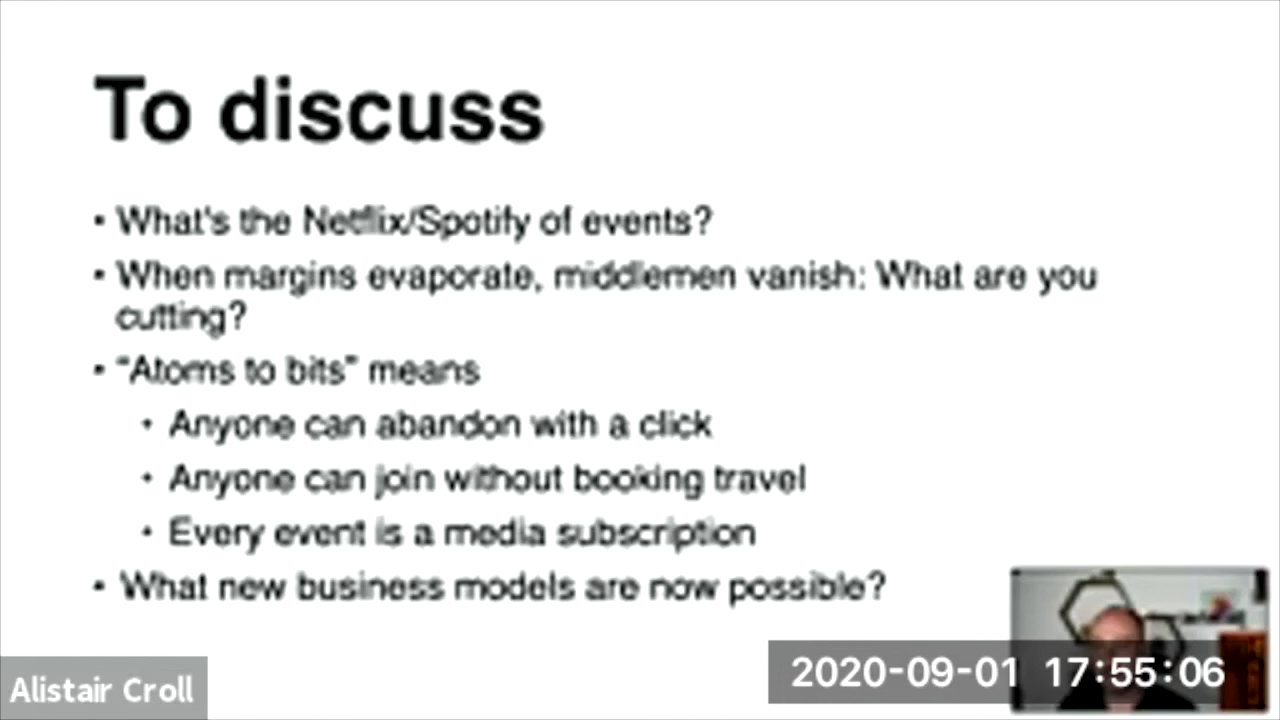 To discuss
• What's the Netflix/Spotify of events?
• When margins evaporate, middlemen vanish: What are you
cutting?
• "Atoms to bits" means
• Anyone can abandon with a click
• Anyone can join without booking travel
• Every event is a media subscription
• What new business models are now possible?
Alistair Croll
2020-09-01 17:55:06